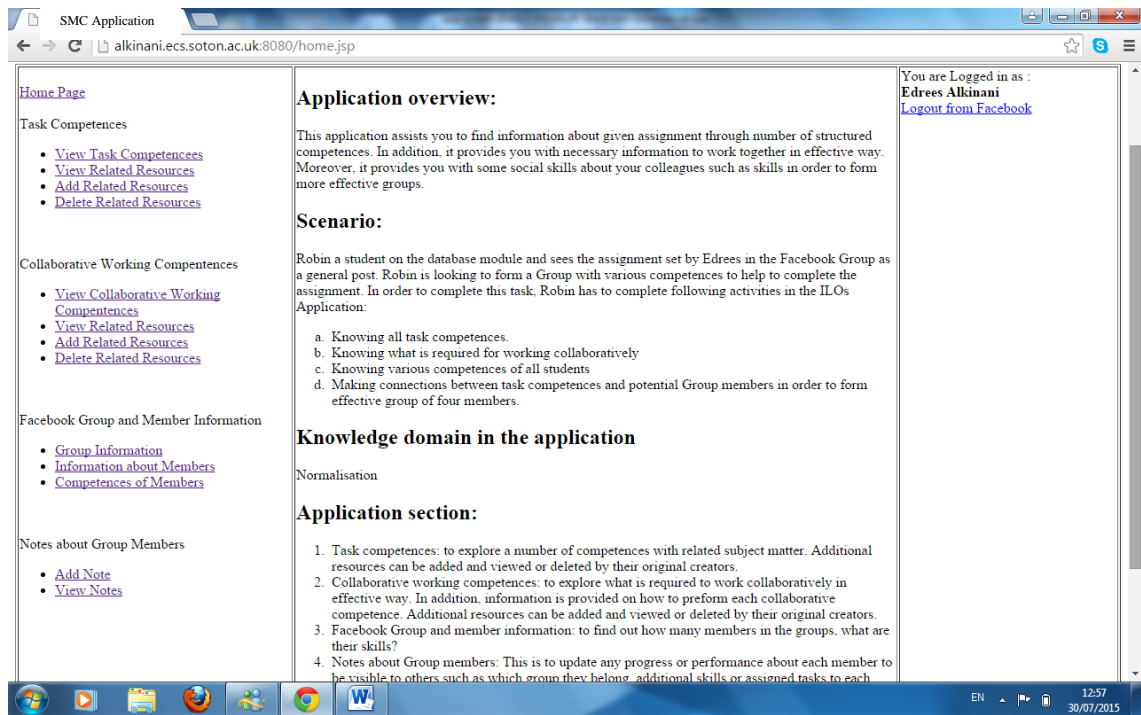 SMC Application
alkinani.ecs.soton.ac.uk:8080/home.jsp
Home Page
Task Competences
View Task Competencees
View Related Resources
Add Related Resources
Delete Related Resources
Collaborative Working Compentences
View Collaborative Working
Compentences
View Related Resources
Add Related Resources
Delete Related Resources
Facebook Group and Member Information
Group Information
Information about Members
Competences of Members
Notes about Group Members
Add Note
View Notes
Application overview:
This application assists you to find information about given assignment through number of structured
competences. In addition, it provides you with necessary information to work together in effective way.
Moreover, it provides you with some social skills about your colleagues such as skills in order to form
more effective groups.
Scenario:
Robin a student on the database module and sees the assignment set by Edrees in the Facebook Group as
a general post. Robin is looking to form a Group with various competences to help to complete the
assignment. In order to complete this task, Robin has to complete following activities in the ILOs
Application:
a. Knowing all task competences.
b. Knowing what is required for working collaboratively
c. Knowing various competences of all students
d. Making connections between task competences and potential Group members in order to form
effective group of four members.
Knowledge domain in the application
Normalisation
Application section:
1. Task competences: to explore a number of competences with related subject matter. Additional
resources can be added and viewed or deleted by their original creators.
2. Collaborative working competences: to explore what is required to work collaboratively in
effective way. In addition, information is provided on how to preform each collaborative
competence. Additional resources can be added and viewed or deleted by their original creators.
3. Facebook Group and member information: to find out how many members in the groups, what are
their skills?
4. Notes about Group members: This is to update any progress or performance about each member to
be visible to others such as which group they belong, additional skills or assigned tasks to each
You are Logged in as :
Edrees Alkinani
Logout from Facebook
EN
12:57
30/07/2015